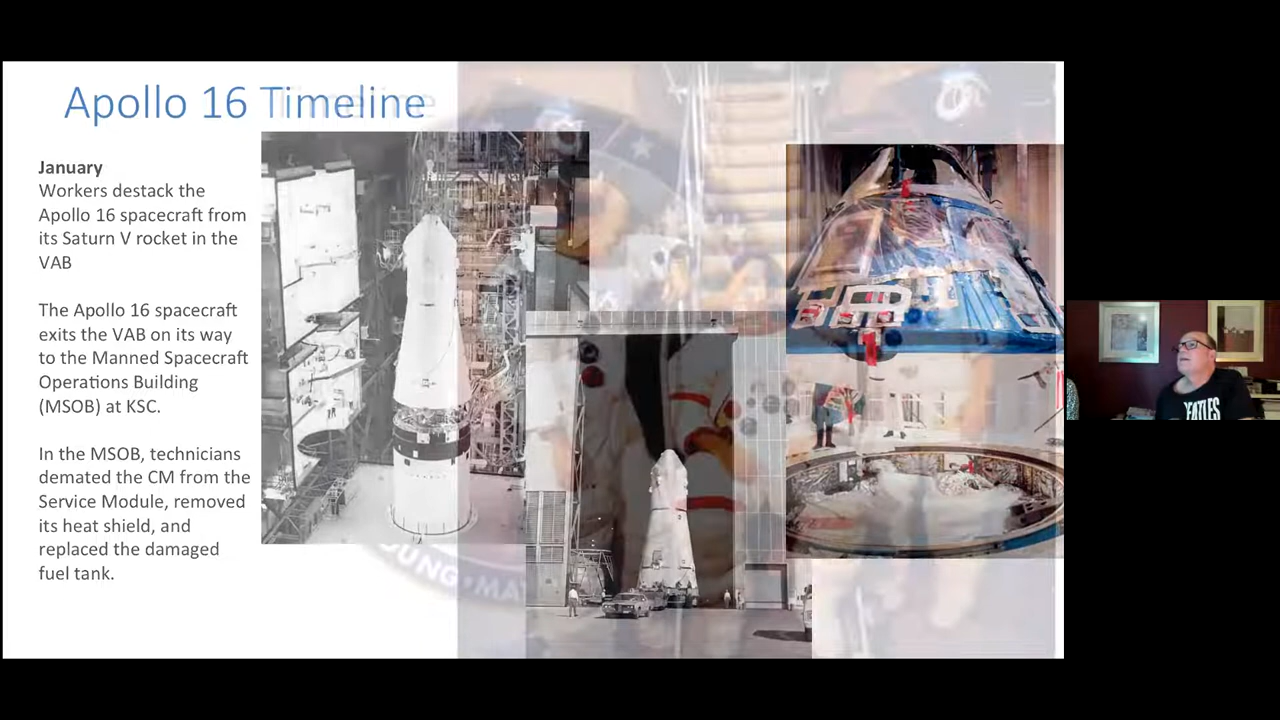 Apollo 16 Timeline
January
Workers destack the
Apollo 16 spacecraft from
its Saturn V rocket in the
VAB
The Apollo 16 spacecraft
exits the VAB on its way
to the Manned Spacecraft
Operations Building
(MSOB) at KSC.
In the MSOB, technicians
demated the CM from the
Service Module, removed
its heat shield, and
replaced the damaged
fuel tank.
BEATLES